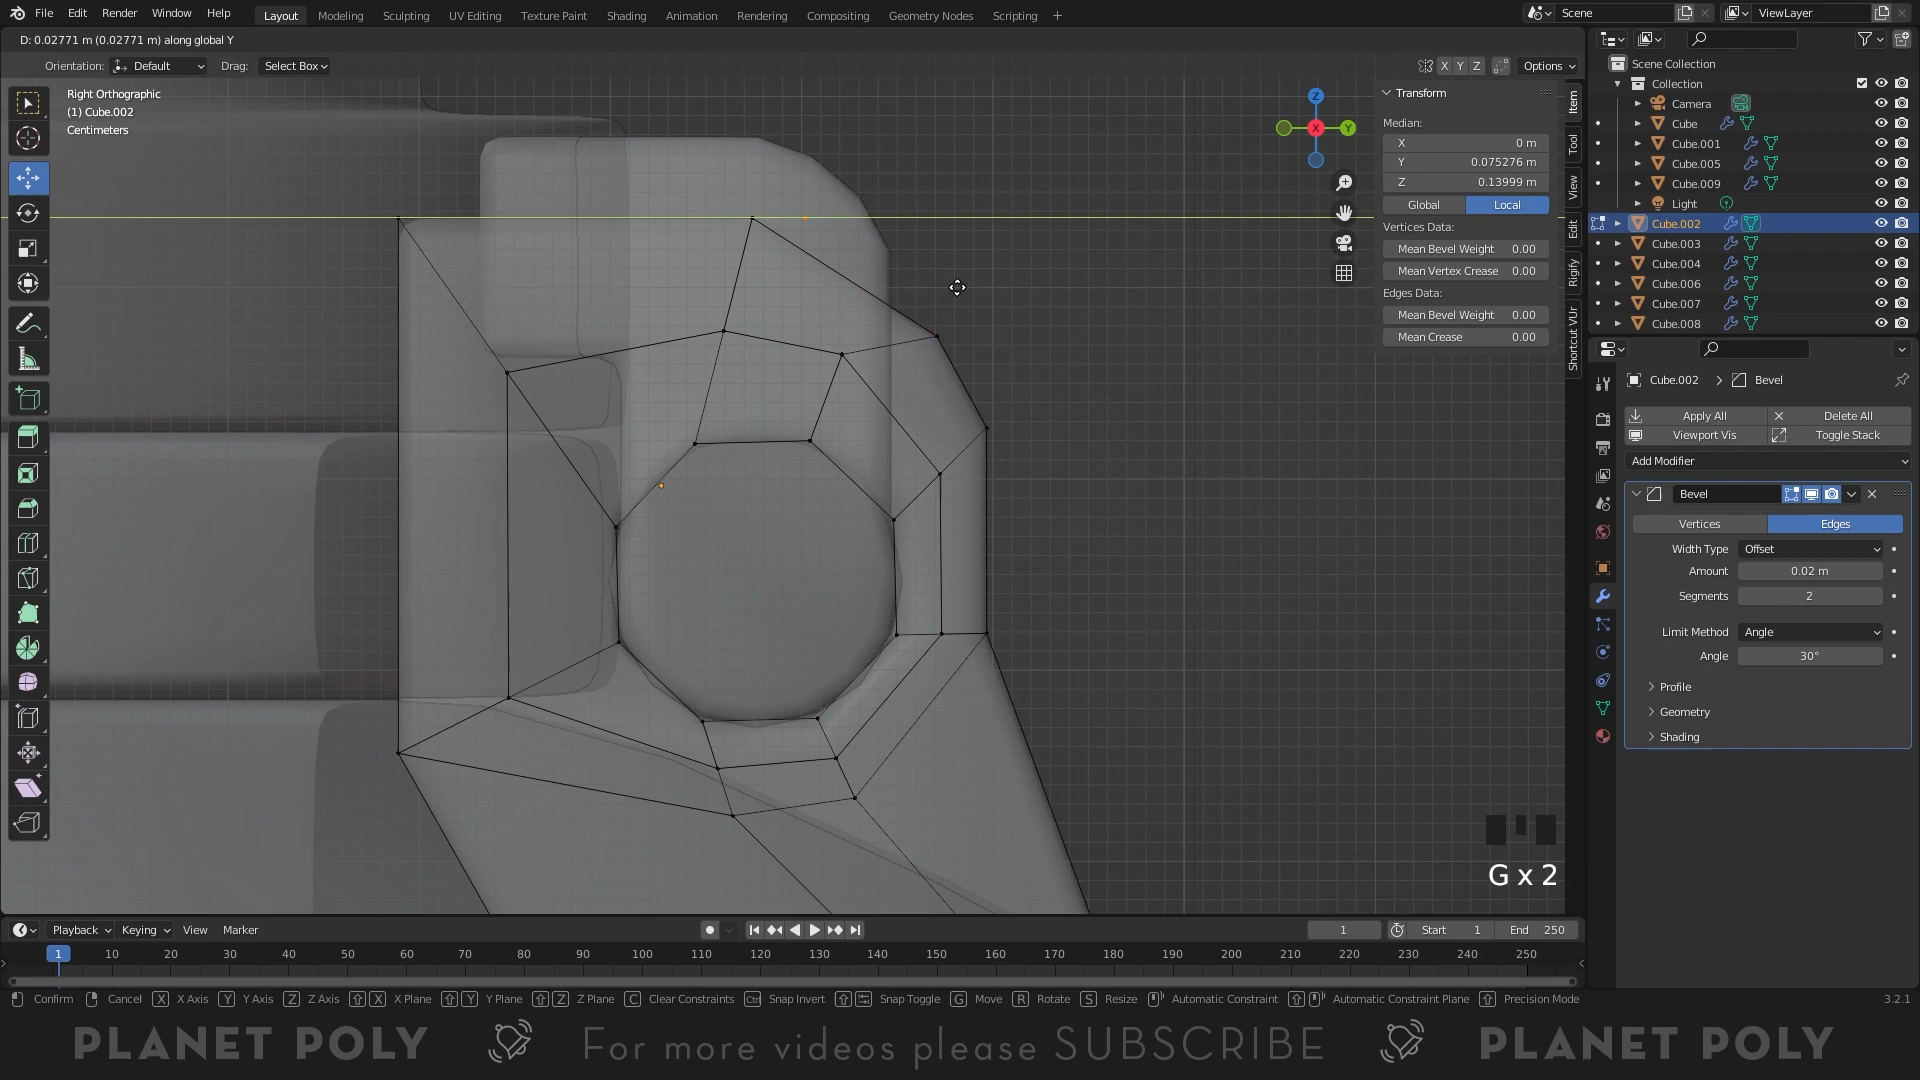 File Edit Render Window Help Layout Modeling Sculpting UV Editing Texture Paint Shading Animation Rendering Compositing Geometry Nodes Scripting + Scene ViewLayer
D: 0.02771 m (0.02771 m) along global Y
Orientation: Default Drag: Select Box X Y Z Options
Right Orthographic
(1) Cube.002
Centimeters
Z
Y
X
Transform
Median:
X 0 m
Y 0.075276 m
Z 0.13999 m
Global Local
Vertices Data:
Mean Bevel Weight 0.00
Mean Vertex Crease 0.00
Edges Data:
Mean Bevel Weight 0.00
Mean Crease 0.00
Item
Tool
View
Edit
Rigify
Shortcut VUr
Scene Collection
Collection
Camera
Cube
Cube.001
Cube.005
Cube.009
Light
Cube.002
Cube.003
Cube.004
Cube.006
Cube.007
Cube.008
Cube.002 > Bevel
Apply All Delete All
Viewport Vis Toggle Stack
Add Modifier
Bevel
Vertices Edges
Width Type Offset
Amount 0.02 m
Segments 2
Limit Method Angle
Angle 30°
Profile
Geometry
Shading
G x 2
Playback Keying View Marker 1 Start 1 End 250
1 10 20 30 40 50 60 70 80 90 100 110 120 130 140 150 160 170 180 190 200 210 220 230 240 250
Confirm Cancel X X Axis Y Y Axis Z Z Axis X X Plane Y Y Plane Z Z Plane C Clear Constraints Ctrl Snap Invert Snap Toggle G Move R Rotate S Resize Automatic Constraint Automatic Constraint Plane Precision Mode 3.2.1
PLANET POLY For more videos please SUBSCRIBE PLANET POLY